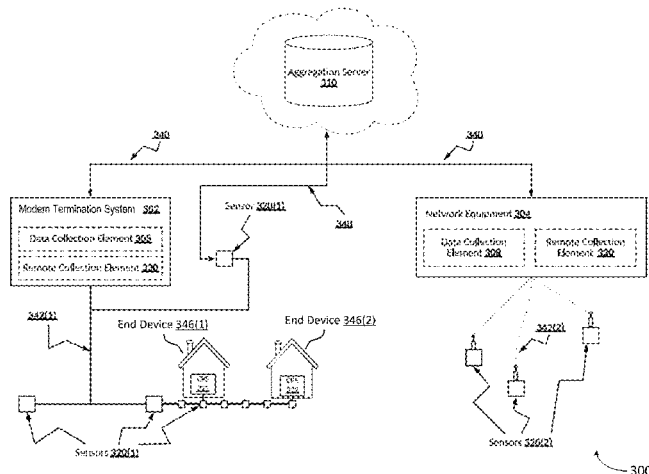 Aggregation Server
310
340
340
Modem Termination System 302
Data Collection Element 308
Remote Collection Element 330
Sensor 320(1)
340
Network Equipment 304
Data Collection
Element 308
Remote Collection
Element 330
342(1)
End Device 346(1)
End Device 346(2)
342(2)
Sensors 320(1)
Sensors 320(2)
300